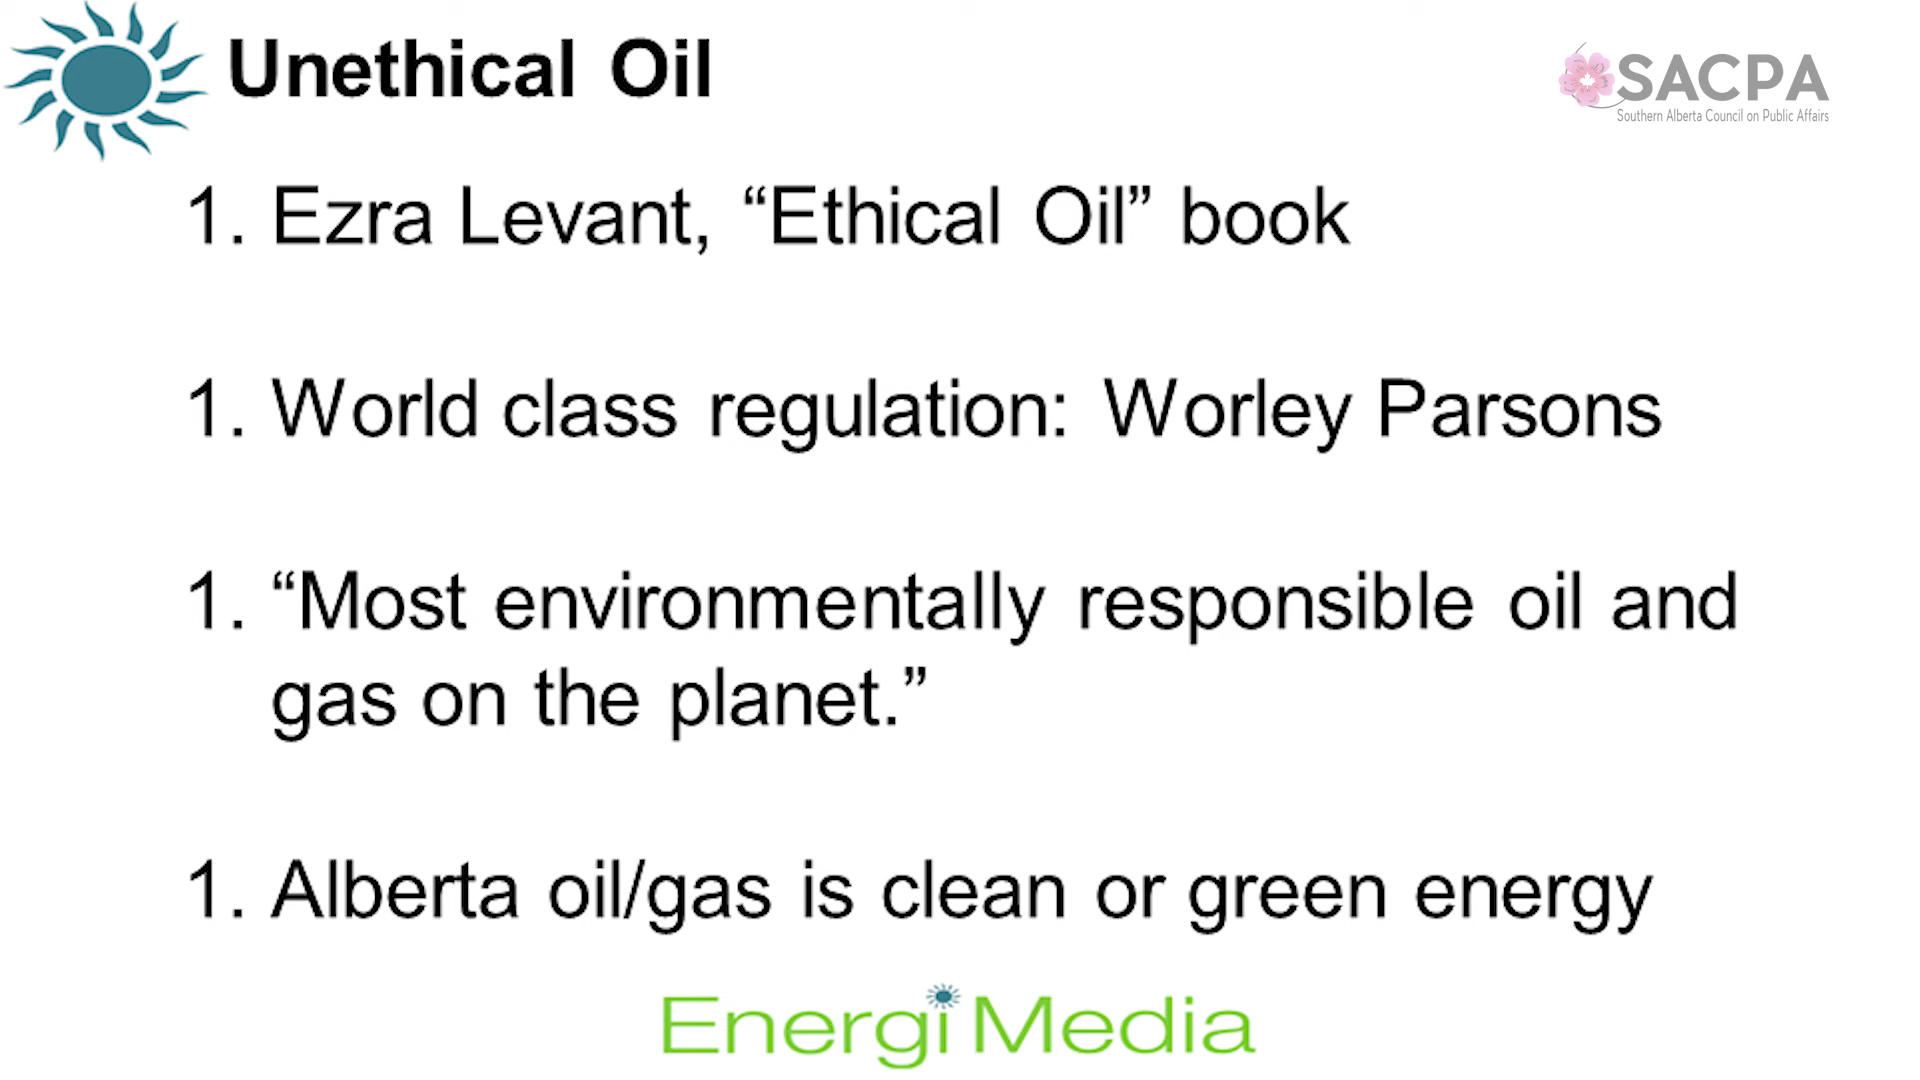 Unethical Oil
SACPA
Southern Alberta Council on Public Affairs
1. Ezra Levant, “Ethical Oil” book
1. World class regulation: Worley Parsons
1. “Most environmentally responsible oil and
gas on the planet.”
1. Alberta oil/gas is clean or green energy
Energi Media